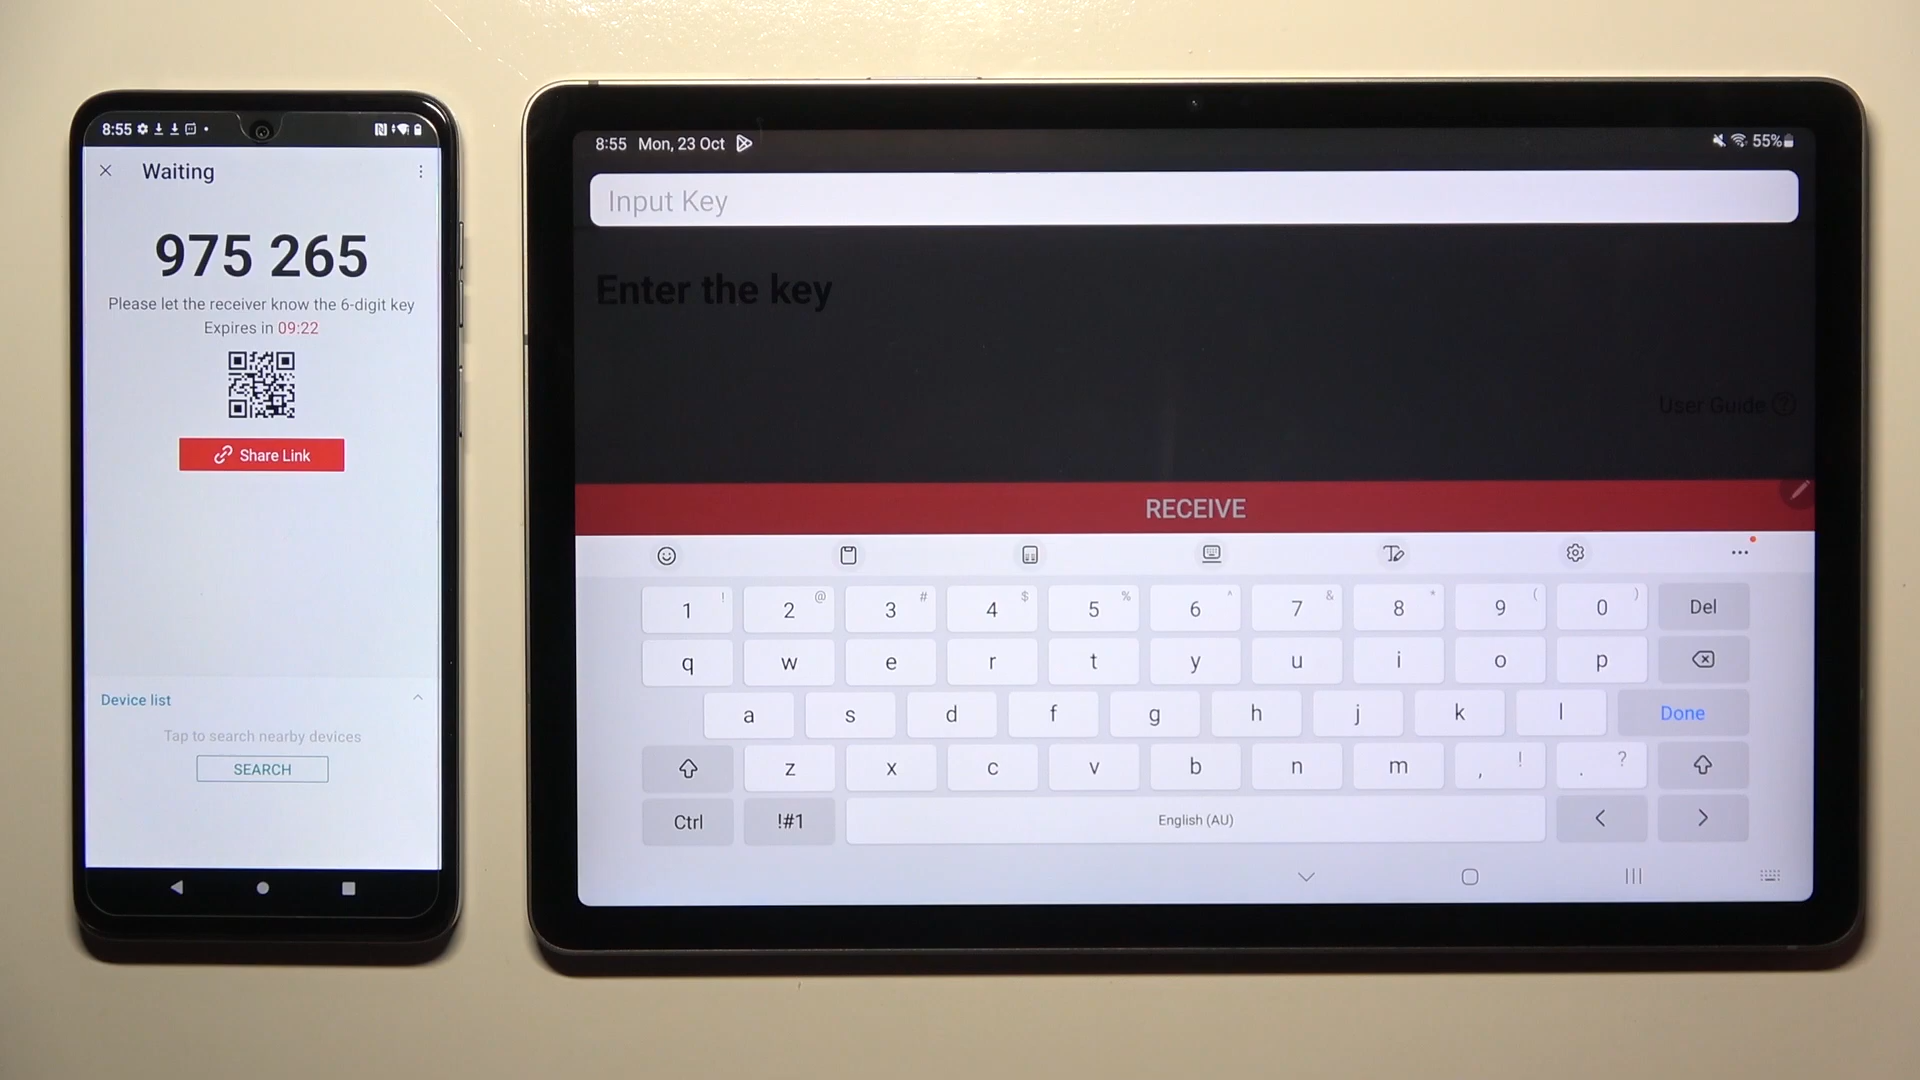 8:55
Waiting
975 265
Please let the receiver know the 6-digit key
Expires in 09:22
Share Link
Device list
Tap to search nearby devices
SEARCH
8:55 Mon, 23 Oct
55%
Input Key
Enter the key
User Guide ?
RECEIVE
1 ! 2 @ 3 # 4 $ 5 % 6 ^ 7 & 8 * 9 ( 0 ) Del
q w e r t y u i o p
a s d f g h j k l Done
z x c v b n m , ! . ?
Ctrl !#1 English (AU) < >